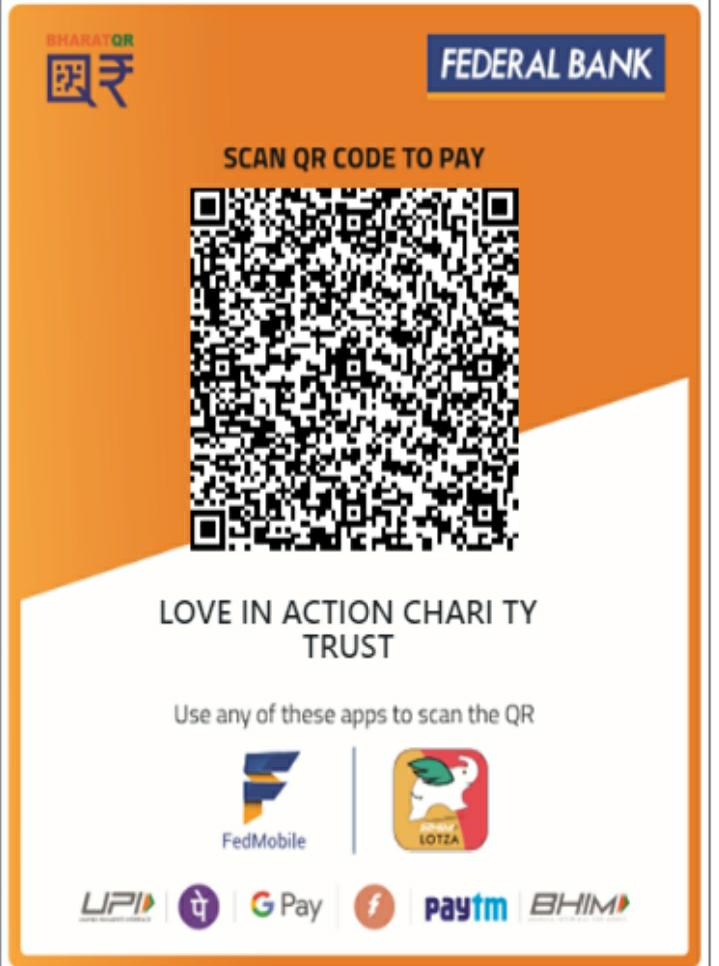 BHARATQR
FEDERAL BANK
SCAN QR CODE TO PAY
LOVE IN ACTION CHARI TY
TRUST
Use any of these apps to scan the QR
FedMobile
LOTZA
UPI पे G Pay f paytm BHIM